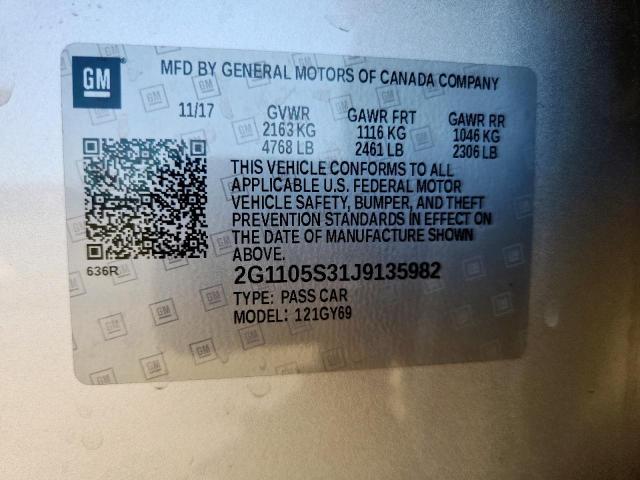 GM
MFD BY GENERAL MOTORS OF CANADA COMPANY
11/17 GVWR GAWR FRT GAWR RR
2163 KG 1116 KG 1046 KG
4768 LB 2461 LB 2306 LB
THIS VEHICLE CONFORMS TO ALL
APPLICABLE U.S. FEDERAL MOTOR
VEHICLE SAFETY, BUMPER, AND THEFT
PREVENTION STANDARDS IN EFFECT ON
THE DATE OF MANUFACTURE SHOWN
ABOVE.
636R
2G1105S31J9135982
TYPE: PASS CAR
MODEL: 121GY69